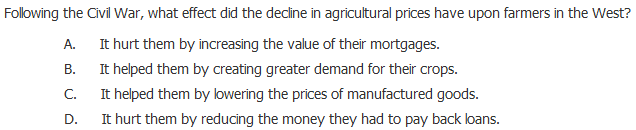 Following the Civil War, what effect did the decline in agricultural prices have upon farmers in the West?
A. It hurt them by increasing the value of their mortgages.
B. It helped them by creating greater demand for their crops.
C. It helped them by lowering the prices of manufactured goods.
D. It hurt them by reducing the money they had to pay back loans.